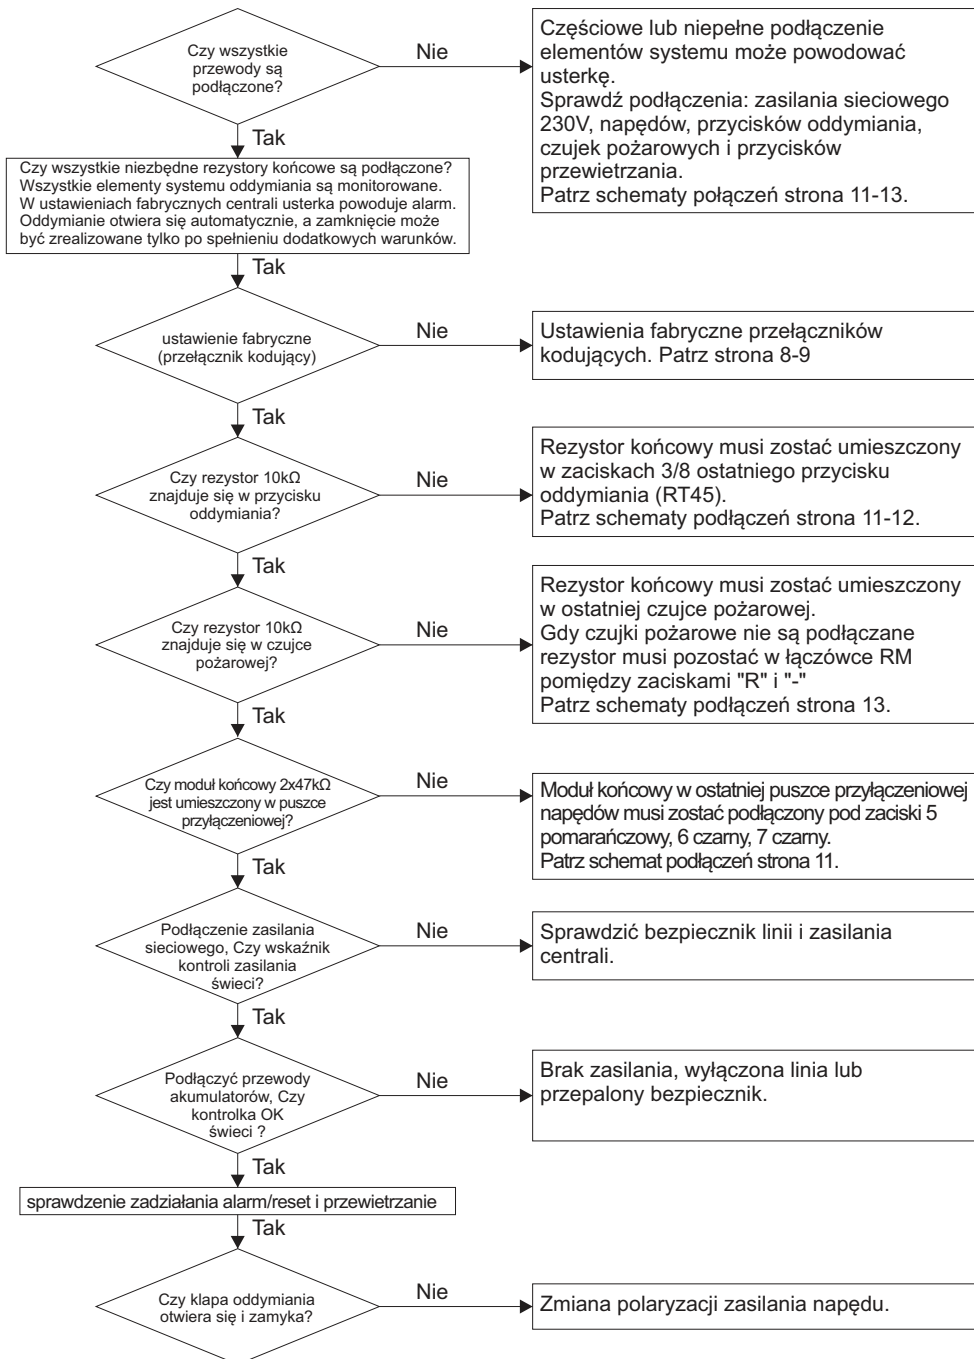 Czy wszystkie
przewody są
podłączone?
Nie
Częściowe lub niepełne podłączenie
elementów systemu może powodować
usterkę.
Sprawdź podłączenia: zasilania sieciowego
230V, napędów, przycisków oddymiania,
czujek pożarowych i przycisków
przewietrzania.
Patrz schematy połączeń strona 11-13.
Tak
Czy wszystkie niezbędne rezystory końcowe są podłączone?
Wszystkie elementy systemu oddymiania są monitorowane.
W ustawieniach fabrycznych centrali usterka powoduje alarm.
Oddymianie otwiera się automatycznie, a zamknięcie może
być zrealizowane tylko po spełnieniu dodatkowych warunków.
Tak
ustawienie fabryczne
(przełącznik kodujący)
Nie
Ustawienia fabryczne przełączników
kodujących. Patrz strona 8-9
Tak
Czy rezystor 10kΩ
znajduje się w przycisku
oddymiania?
Nie
Rezystor końcowy musi zostać umieszczony
w zaciskach 3/8 ostatniego przycisku
oddymiania (RT45).
Patrz schematy podłączeń strona 11-12.
Tak
Czy rezystor 10kΩ
znajduje się w czujce
pożarowej?
Nie
Rezystor końcowy musi zostać umieszczony
w ostatniej czujce pożarowej.
Gdy czujki pożarowe nie są podłączane
rezystor musi pozostać w łączówce RM
pomiędzy zaciskami "R" i "-"
Patrz schematy podłączeń strona 13.
Tak
Czy moduł końcowy 2x47kΩ
jest umieszczony w puszce
przyłączeniowej?
Nie
Moduł końcowy w ostatniej puszce przyłączeniowej
napędów musi zostać podłączony pod zaciski 5
pomarańczowy, 6 czarny, 7 czarny.
Patrz schemat podłączeń strona 11.
Tak
Podłączenie zasilania
sieciowego, Czy wskaźnik
kontroli zasilania
świeci?
Nie
Sprawdzić bezpiecznik linii i zasilania
centrali.
Tak
Podłączyć przewody
akumulatorów, Czy
kontrolka OK
świeci ?
Nie
Brak zasilania, wyłączona linia lub
przepalony bezpiecznik.
Tak
sprawdzenie zadziałania alarm/reset i przewietrzanie
Tak
Czy klapa oddymiania
otwiera się i zamyka?
Nie
Zmiana polaryzacji zasilania napędu.